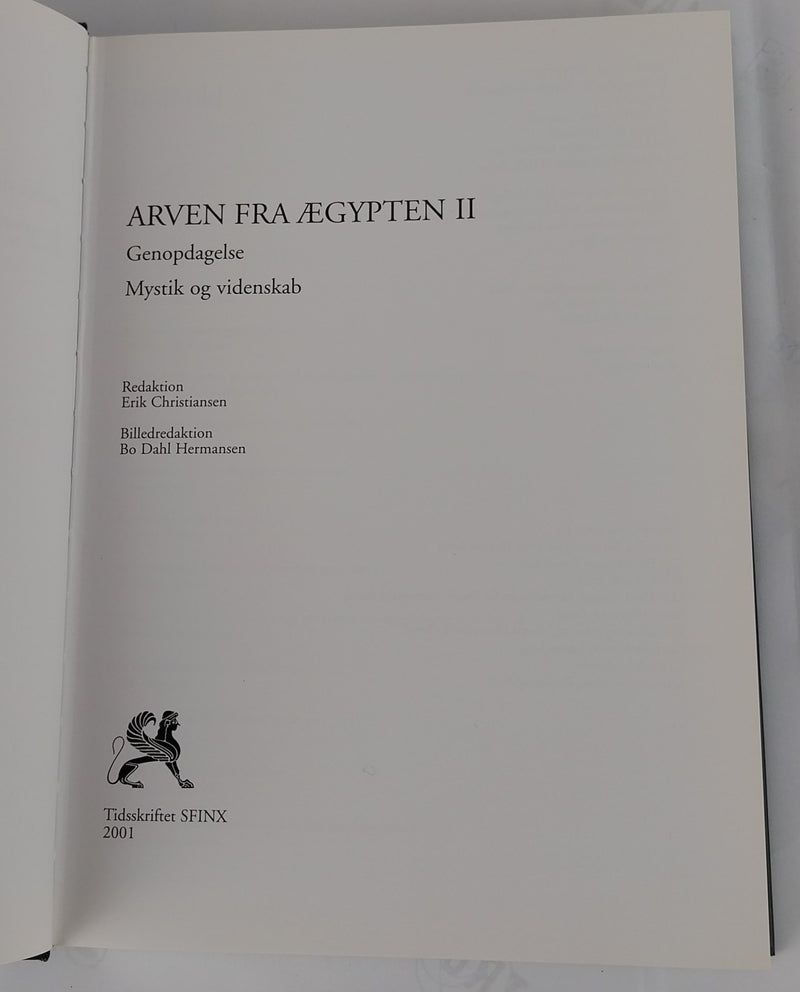 ARVEN FRA ÆGYPTEN II
Genopdagelse
Mystik og videnskab
Redaktion
Erik Christiansen
Billedredaktion
Bo Dahl Hermansen
Tidsskriftet SFINX
2001